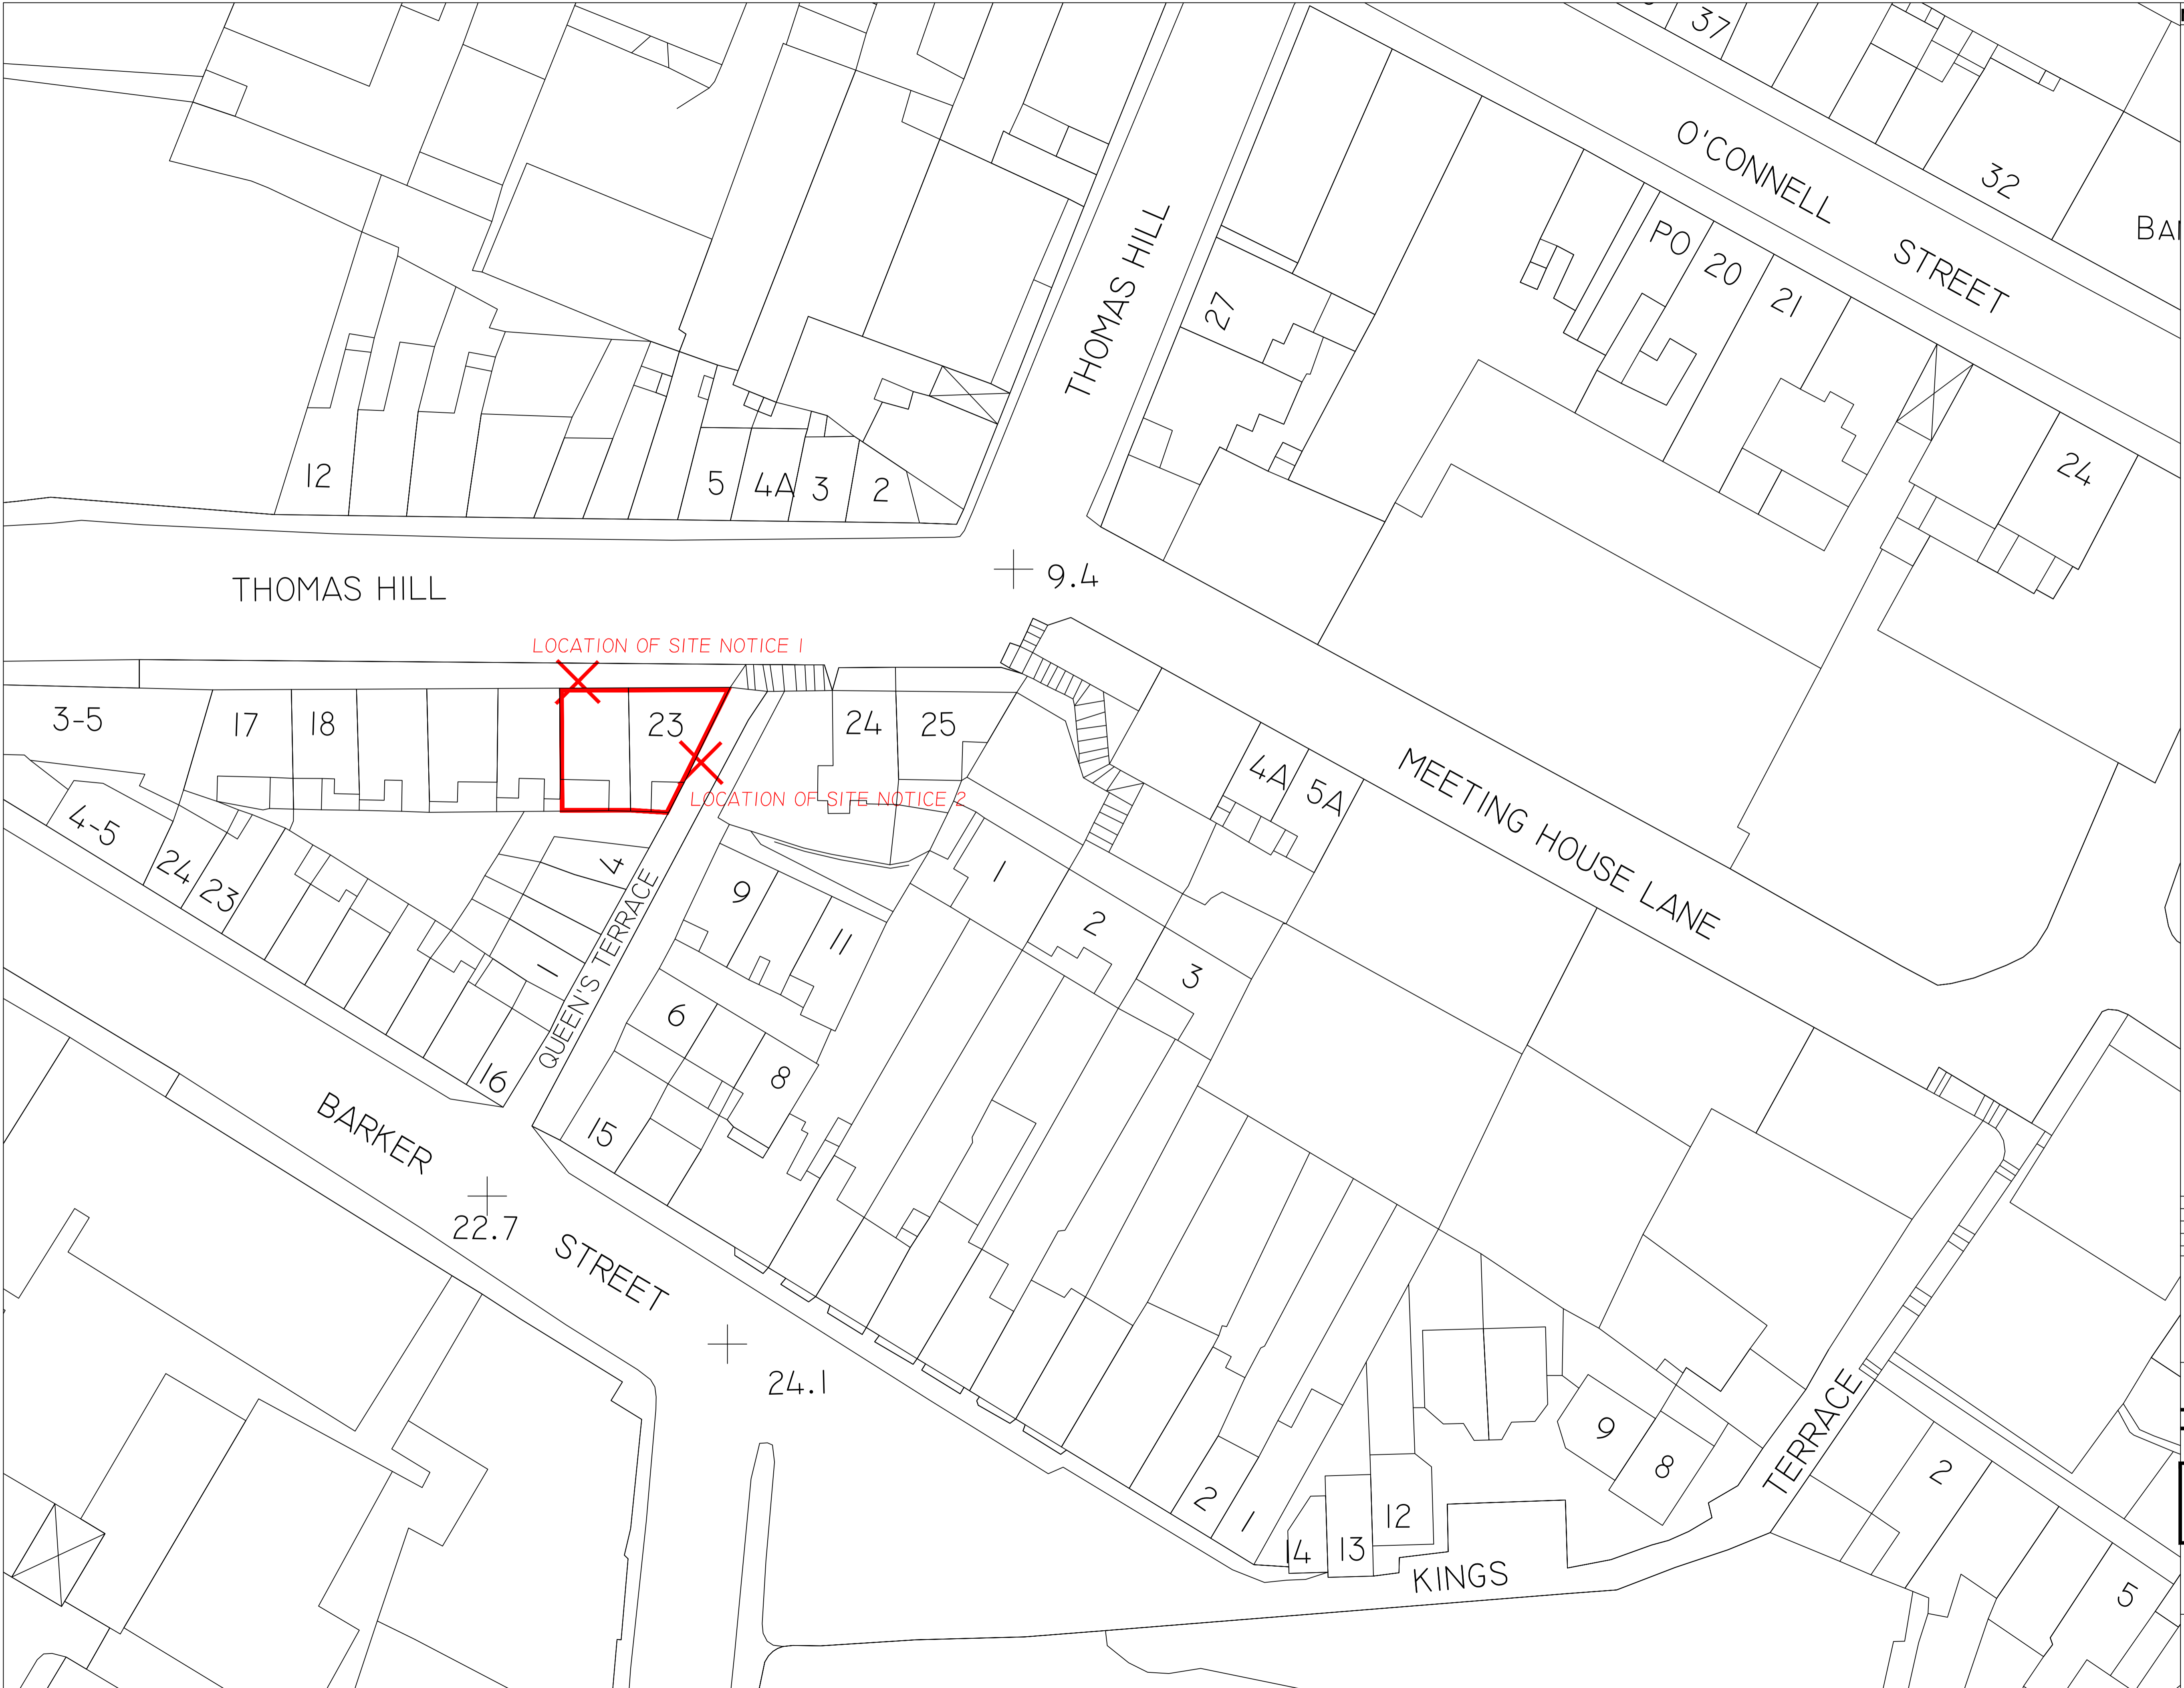 37
O'CONNELL
STREET
32
BAI
PO
20
21
24
THOMAS HILL
27
12
5
4A
3
2
THOMAS HILL
9.4
LOCATION OF SITE NOTICE 1
3-5
17
18
23
24
25
LOCATION OF SITE NOTICE 2
4-5
24
23
4
1
16
QUEEN'S TERRACE
9
11
6
8
15
1
2
3
4A
5A
MEETING HOUSE LANE
BARKER
STREET
22.7
24.1
2
1
14
13
12
9
8
KINGS
TERRACE
2
5